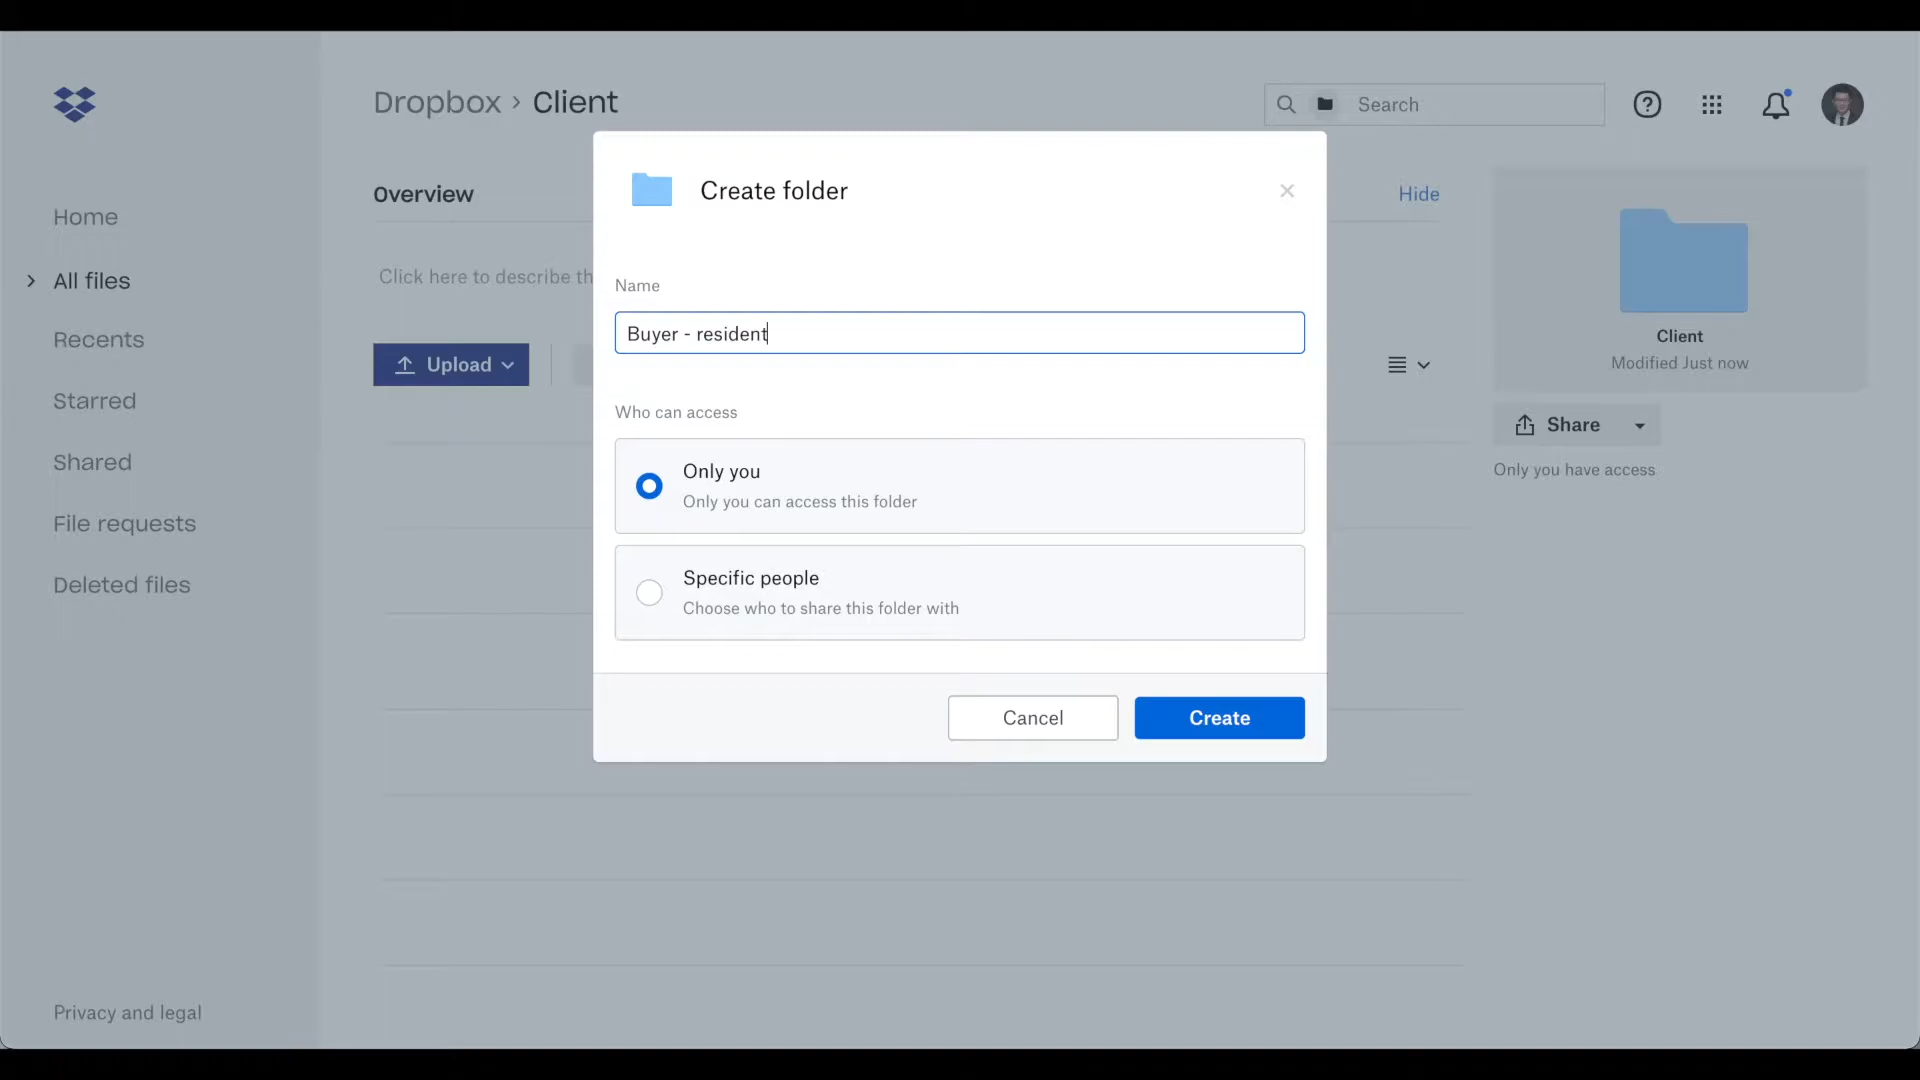 Dropbox › Client
Search
Home
All files
Recents
Starred
Shared
File requests
Deleted files
Privacy and legal
Overview
Hide
Click here to describe th
Upload
Create folder
Name
Buyer - resident
Who can access
Only you
Only you can access this folder
Specific people
Choose who to share this folder with
Cancel
Create
Client
Modified Just now
Share
Only you have access